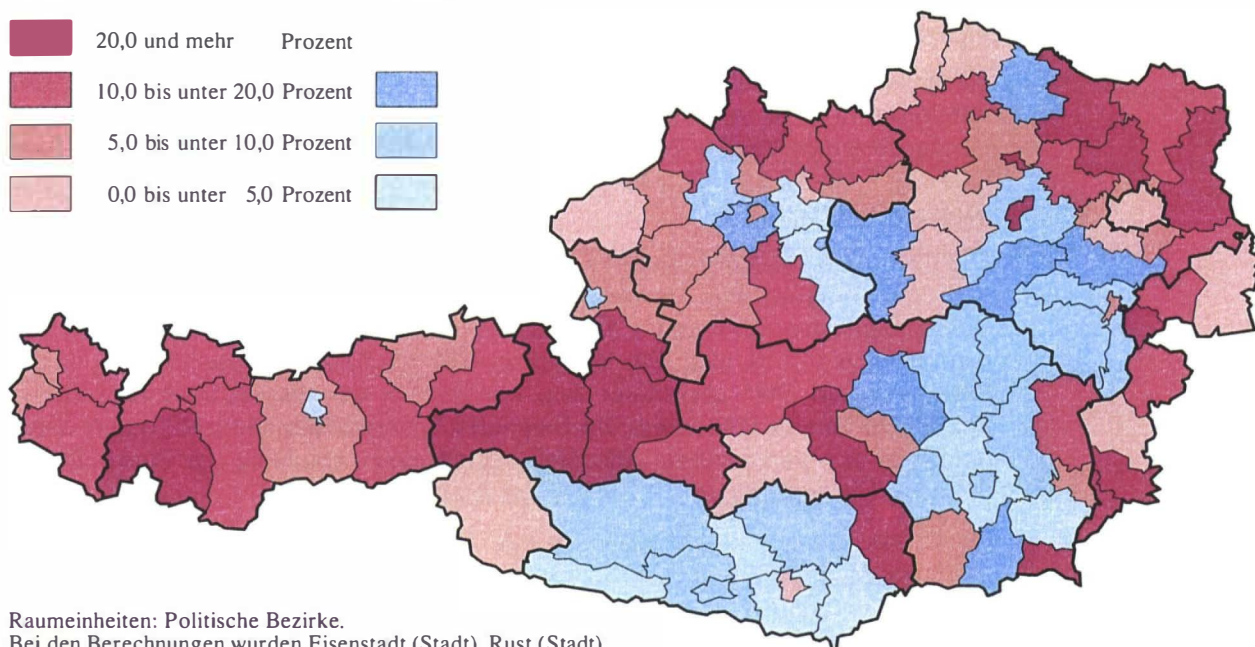 20,0 und mehr Prozent
10,0 bis unter 20,0 Prozent
5,0 bis unter 10,0 Prozent
0,0 bis unter 5,0 Prozent
Raumeinheiten: Politische Bezirke.
Bei den Berechnungen wurden Eisenstadt (Stadt), Rust (Stadt)